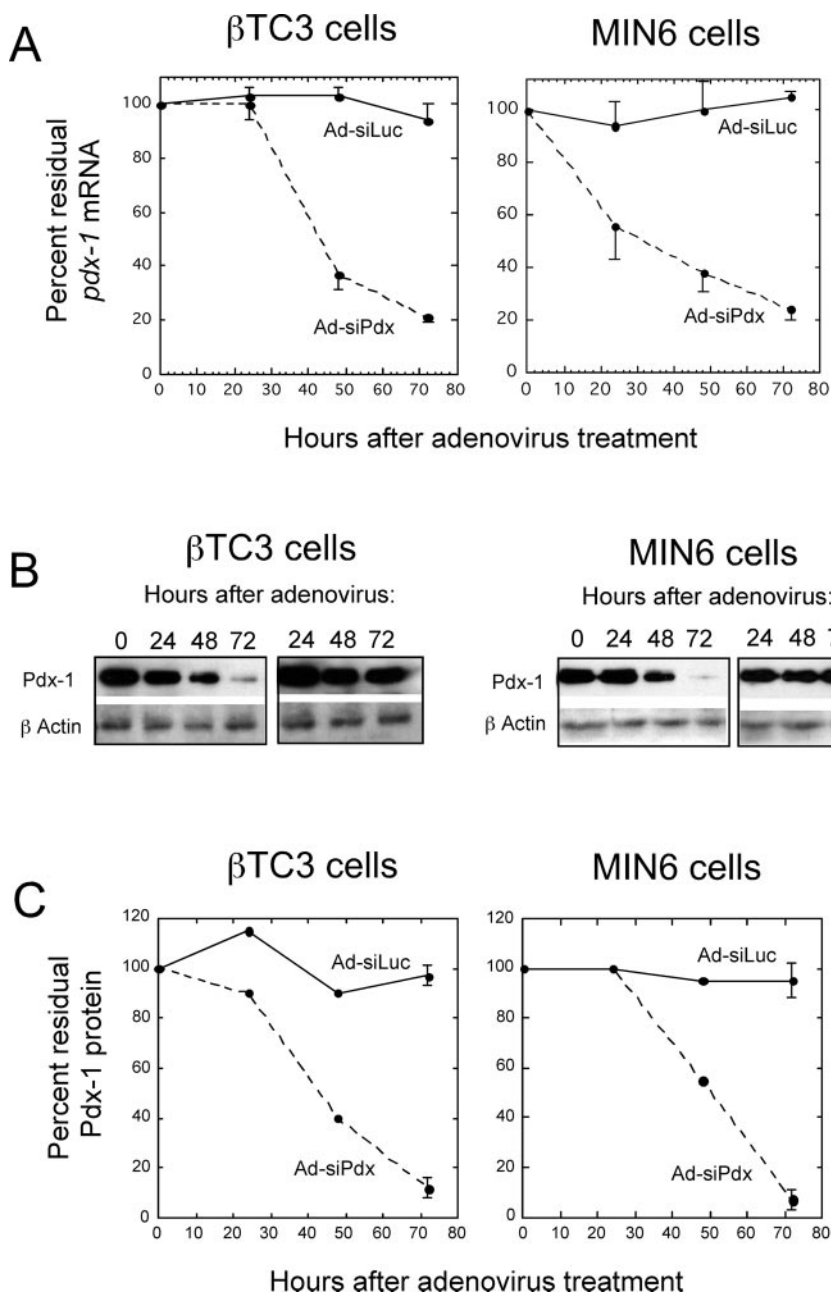 A
βTC3 cells
MIN6 cells
Percent residual
pdx-1 mRNA
100
80
60
40
20
0
Ad-siLuc
Ad-siPdx
0 10 20 30 40 50 60 70 80
100
80
60
40
20
0
Ad-siLuc
Ad-siPdx
0 10 20 30 40 50 60 70 80
Hours after adenovirus treatment
B
βTC3 cells
MIN6 cells
Hours after adenovirus:
Hours after adenovirus:
0 24 48 72 24 48 72
0 24 48 72 24 48
Pdx-1
β Actin
Pdx-1
β Actin
C
βTC3 cells
MIN6 cells
Percent residual
Pdx-1 protein
120
100
80
60
40
20
0
Ad-siLuc
Ad-siPdx
0 10 20 30 40 50 60 70 80
120
100
80
60
40
20
0
Ad-siLuc
Ad-siPdx
0 10 20 30 40 50 60 70 80
Hours after adenovirus treatment